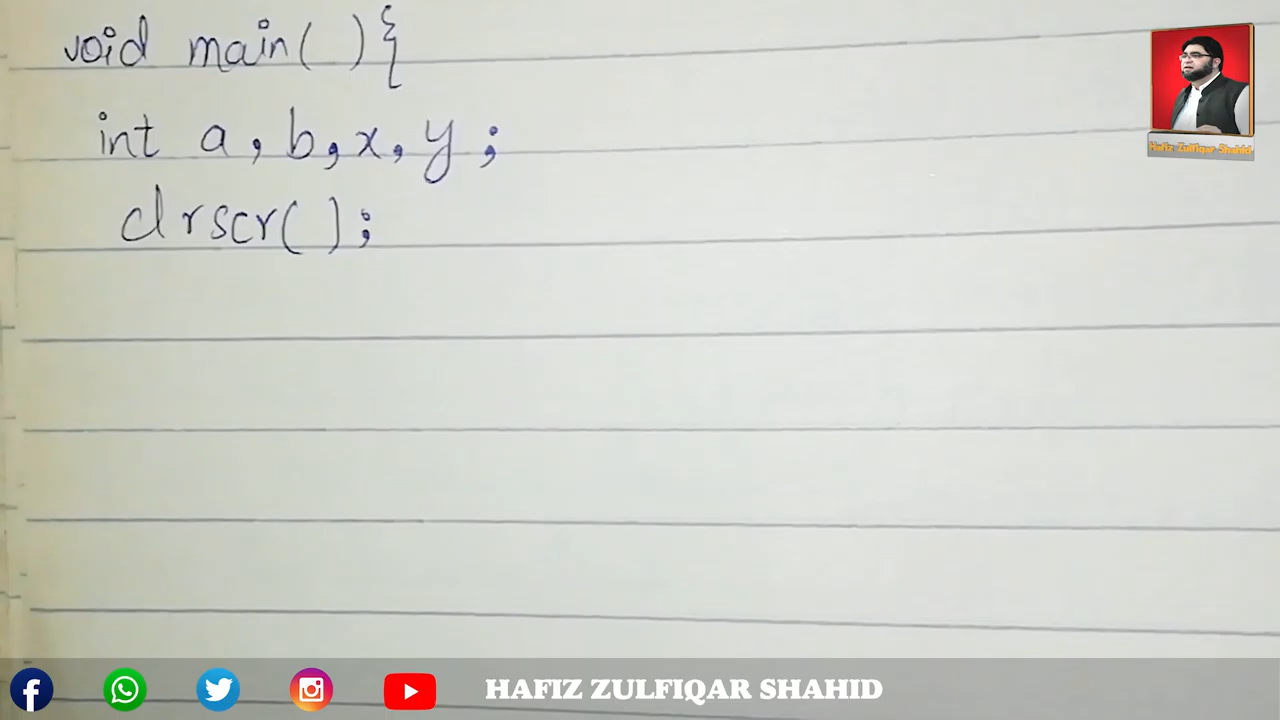 void main( ){
int a, b, x, y;
clrscr( );
Hafiz Zulfiqar Shahid
HAFIZ ZULFIQAR SHAHID